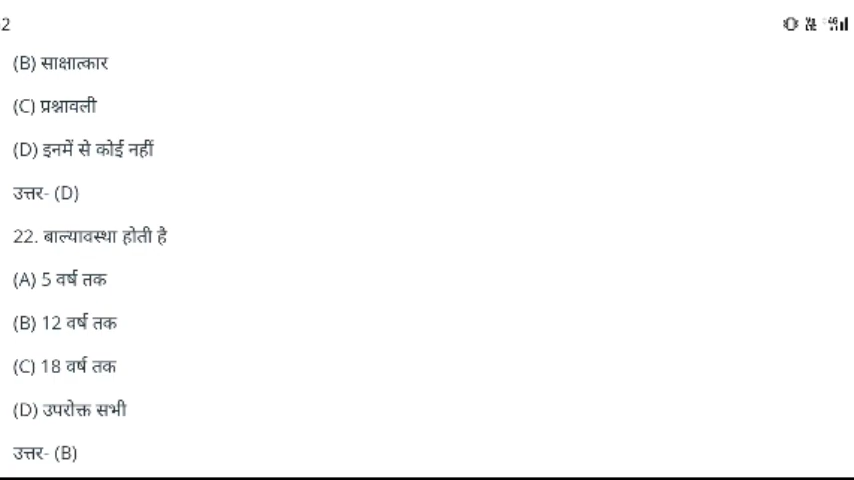 2
(B) साक्षात्कार
(C) प्रश्नावली
(D) इनमें से कोई नहीं
उत्तर- (D)
22. बाल्यावस्था होती है
(A) 5 वर्ष तक
(B) 12 वर्ष तक
(C) 18 वर्ष तक
(D) उपरोक्त सभी
उत्तर- (B)